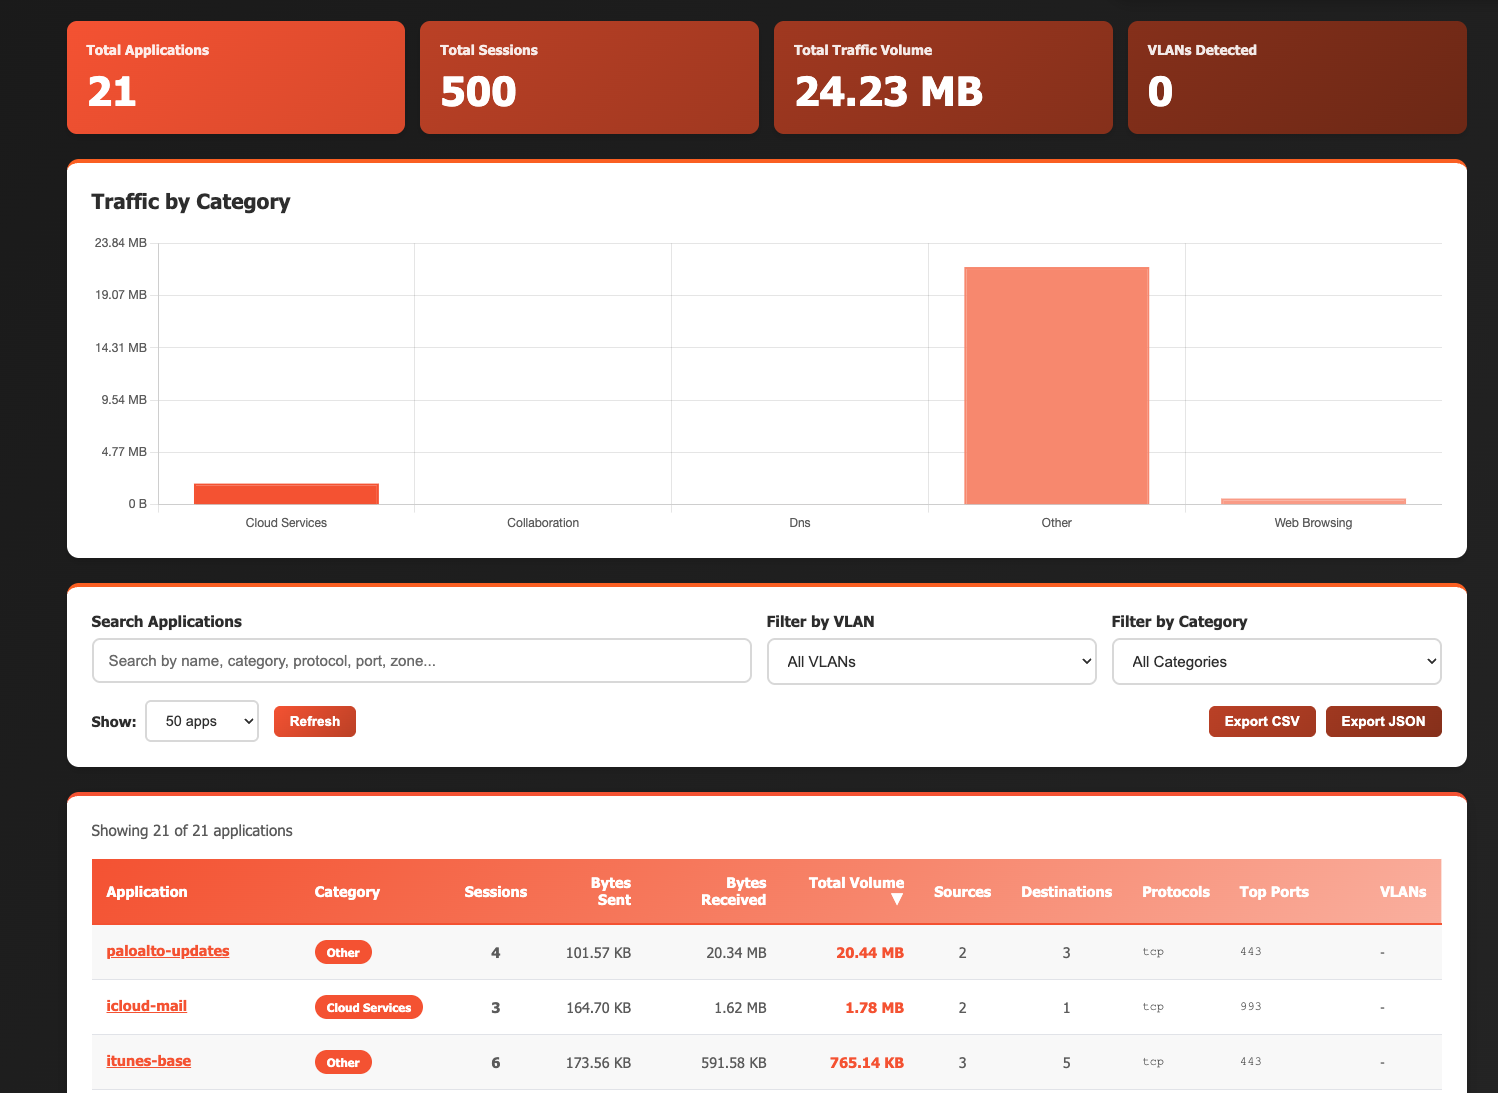 Total Applications
21
Total Sessions
500
Total Traffic Volume
24.23 MB
VLANs Detected
0
Traffic by Category
23.84 MB
19.07 MB
14.31 MB
9.54 MB
4.77 MB
0 B
Cloud Services
Collaboration
Dns
Other
Web Browsing
Search Applications
Search by name, category, protocol, port, zone...
Filter by VLAN
All VLANs
Filter by Category
All Categories
Show:
50 apps
Refresh
Export CSV
Export JSON
Showing 21 of 21 applications
Application Category Sessions Bytes Sent Bytes Received Total Volume ▼ Sources Destinations Protocols Top Ports VLANs
paloalto-updates Other 4 101.57 KB 20.34 MB 20.44 MB 2 3 tcp 443 -
icloud-mail Cloud Services 3 164.70 KB 1.62 MB 1.78 MB 2 1 tcp 993 -
itunes-base Other 6 173.56 KB 591.58 KB 765.14 KB 3 5 tcp 443 -